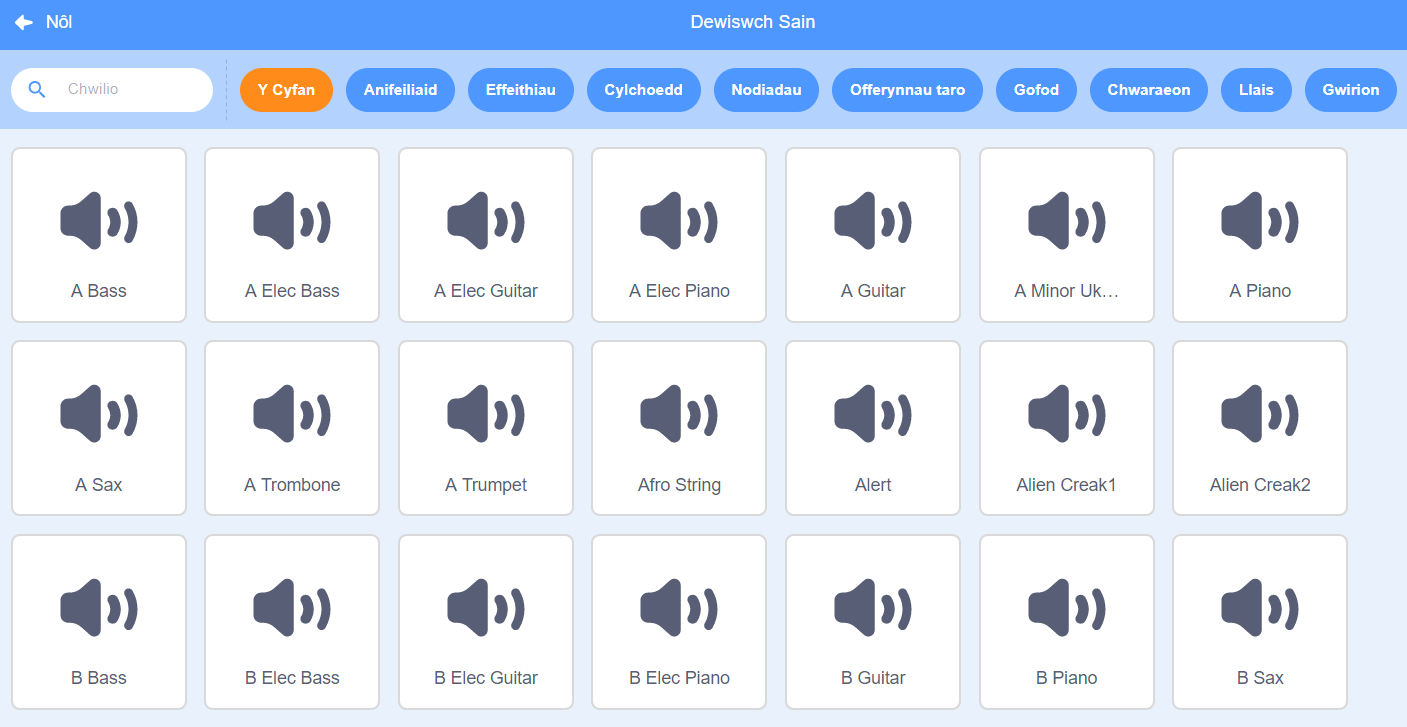 Nôl
Dewiswch Sain
Chwilio
Y Cyfan
Anifeiliaid
Effeithiau
Cylchoedd
Nodiadau
Offerynnau taro
Gofod
Chwaraeon
Llais
Gwirion
A Bass
A Elec Bass
A Elec Guitar
A Elec Piano
A Guitar
A Minor Uk…
A Piano
A Sax
A Trombone
A Trumpet
Afro String
Alert
Alien Creak1
Alien Creak2
B Bass
B Elec Bass
B Elec Guitar
B Elec Piano
B Guitar
B Piano
B Sax